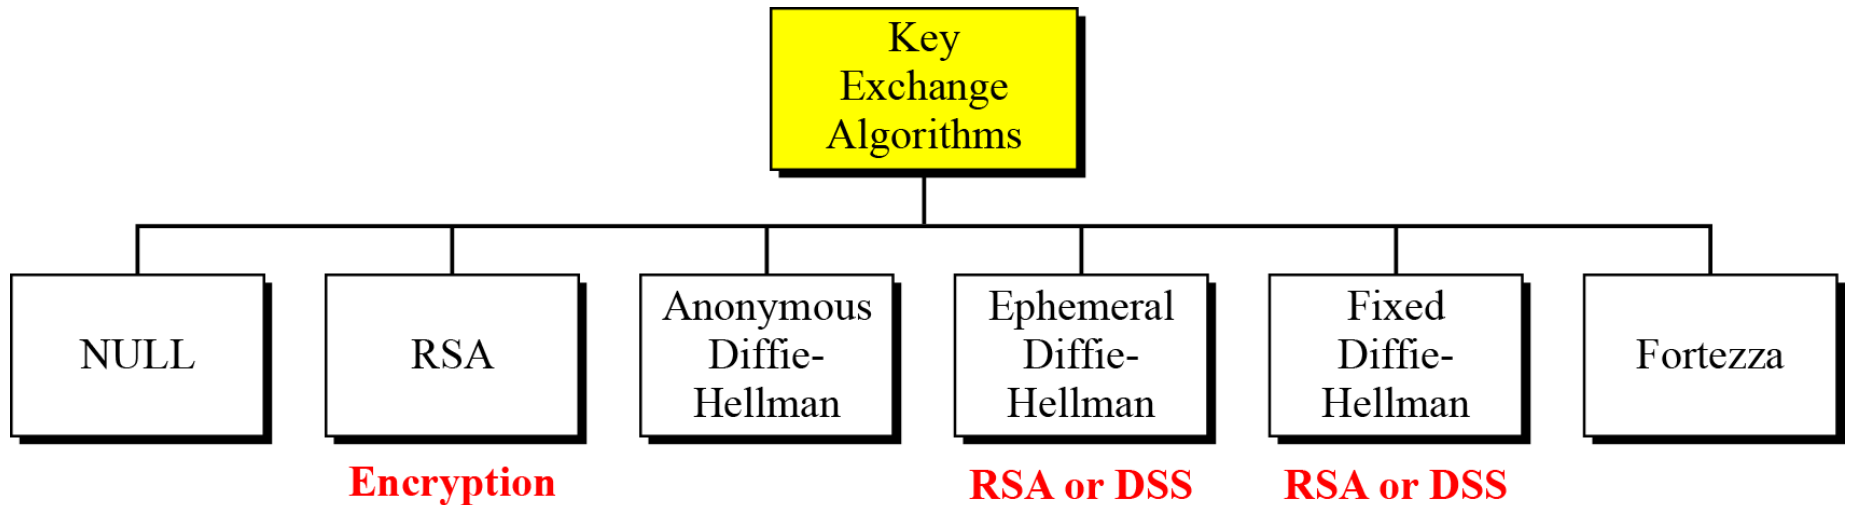 Key
Exchange
Algorithms
NULL
RSA
Anonymous
Diffie-
Hellman
Ephemeral
Diffie-
Hellman
Fixed
Diffie-
Hellman
Fortezza
Encryption
RSA or DSS
RSA or DSS